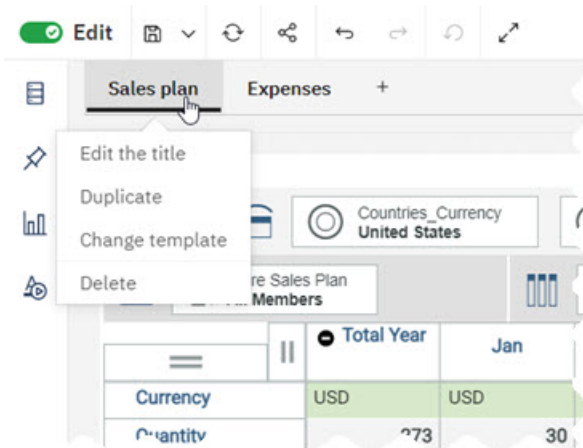 Edit
Sales plan
Expenses
+
Edit the title
Duplicate
Change template
Delete
Countries_Currency
United States
re Sales Plan
Members
Total Year
Jan
Currency
USD
USD
Quantity
273
30